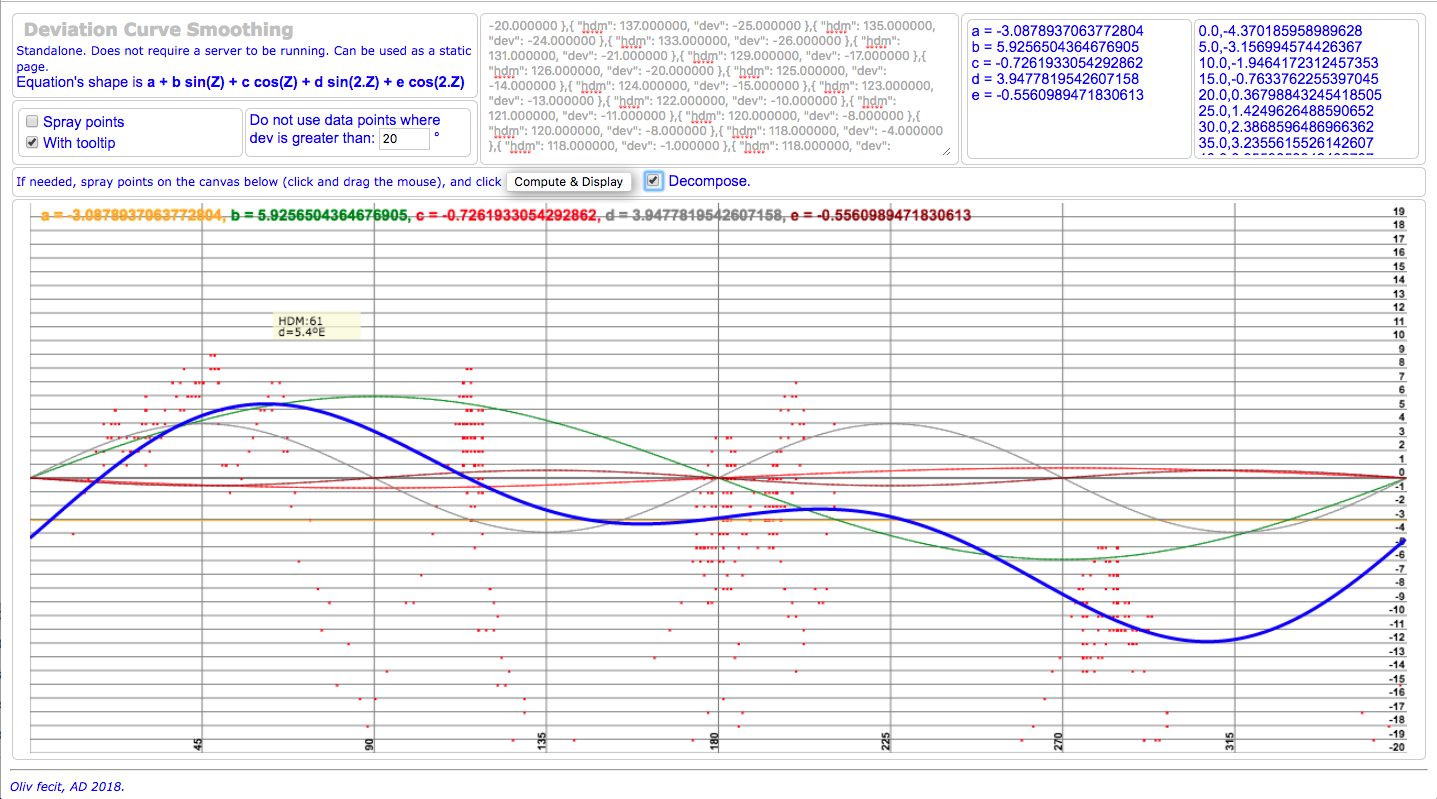 Deviation Curve Smoothing
Standalone. Does not require a server to be running. Can be used as a static
page.
Equation's shape is a + b sin(Z) + c cos(Z) + d sin(2.Z) + e cos(2.Z)
Spray points
With tooltip
Do not use data points where
dev is greater than: 20 °
-20.000000 },{ "hdm": 137.000000, "dev": -25.000000 },{ "hdm": 135.000000,
"dev": -24.000000 },{ "hdm": 133.000000, "dev": -26.000000 },{ "hdm":
131.000000, "dev": -21.000000 },{ "hdm": 129.000000, "dev": -17.000000 },{
"hdm": 126.000000, "dev": -20.000000 },{ "hdm": 125.000000, "dev":
-14.000000 },{ "hdm": 124.000000, "dev": -15.000000 },{ "hdm": 123.000000,
"dev": -13.000000 },{ "hdm": 122.000000, "dev": -10.000000 },{ "hdm":
121.000000, "dev": -11.000000 },{ "hdm": 120.000000, "dev": -8.000000 },{
"hdm": 120.000000, "dev": -8.000000 },{ "hdm": 118.000000, "dev": -4.000000
},{ "hdm": 118.000000, "dev": -1.000000 },{ "hdm": 118.000000, "dev":
a = -3.0878937063772804
b = 5.9256504364676905
c = -0.7261933054292862
d = 3.9477819542607158
e = -0.5560989471830613
0.0,-4.370185958989628
5.0,-3.156994574426367
10.0,-1.9464172312457353
15.0,-0.7633762255397045
20.0,0.36798843245418505
25.0,1.4249626488590652
30.0,2.3868596486966362
35.0,3.2355615526142607
If needed, spray points on the canvas below (click and drag the mouse), and click Compute & Display Decompose.
a = -3.0878937063772804, b = 5.9256504364676905, c = -0.7261933054292862, d = 3.9477819542607158, e = -0.5560989471830613
19
18
17
16
15
14
13
12
11
10
9
8
7
6
5
4
3
2
1
0
-1
-2
-3
-4
-5
-6
-7
-8
-9
-10
-11
-12
-13
-14
-15
-16
-17
-18
-19
-20
HDM:61
d=5.4ºE
45
90
135
180
225
270
315
Oliv fecit, AD 2018.